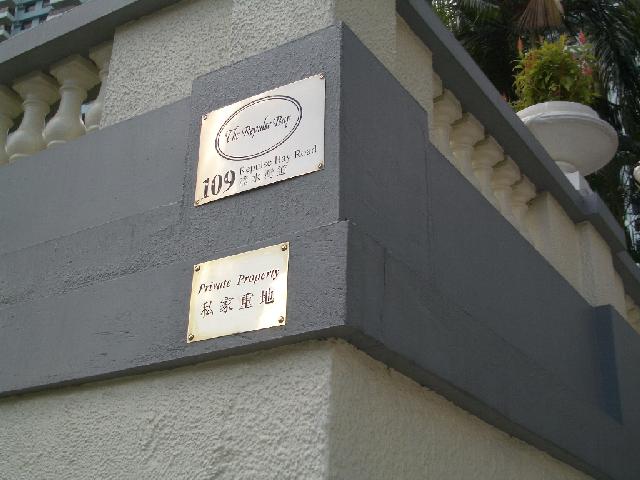 The Repulse Bay
109 Repulse Bay Road
淺水灣道
Private Property
私家重地